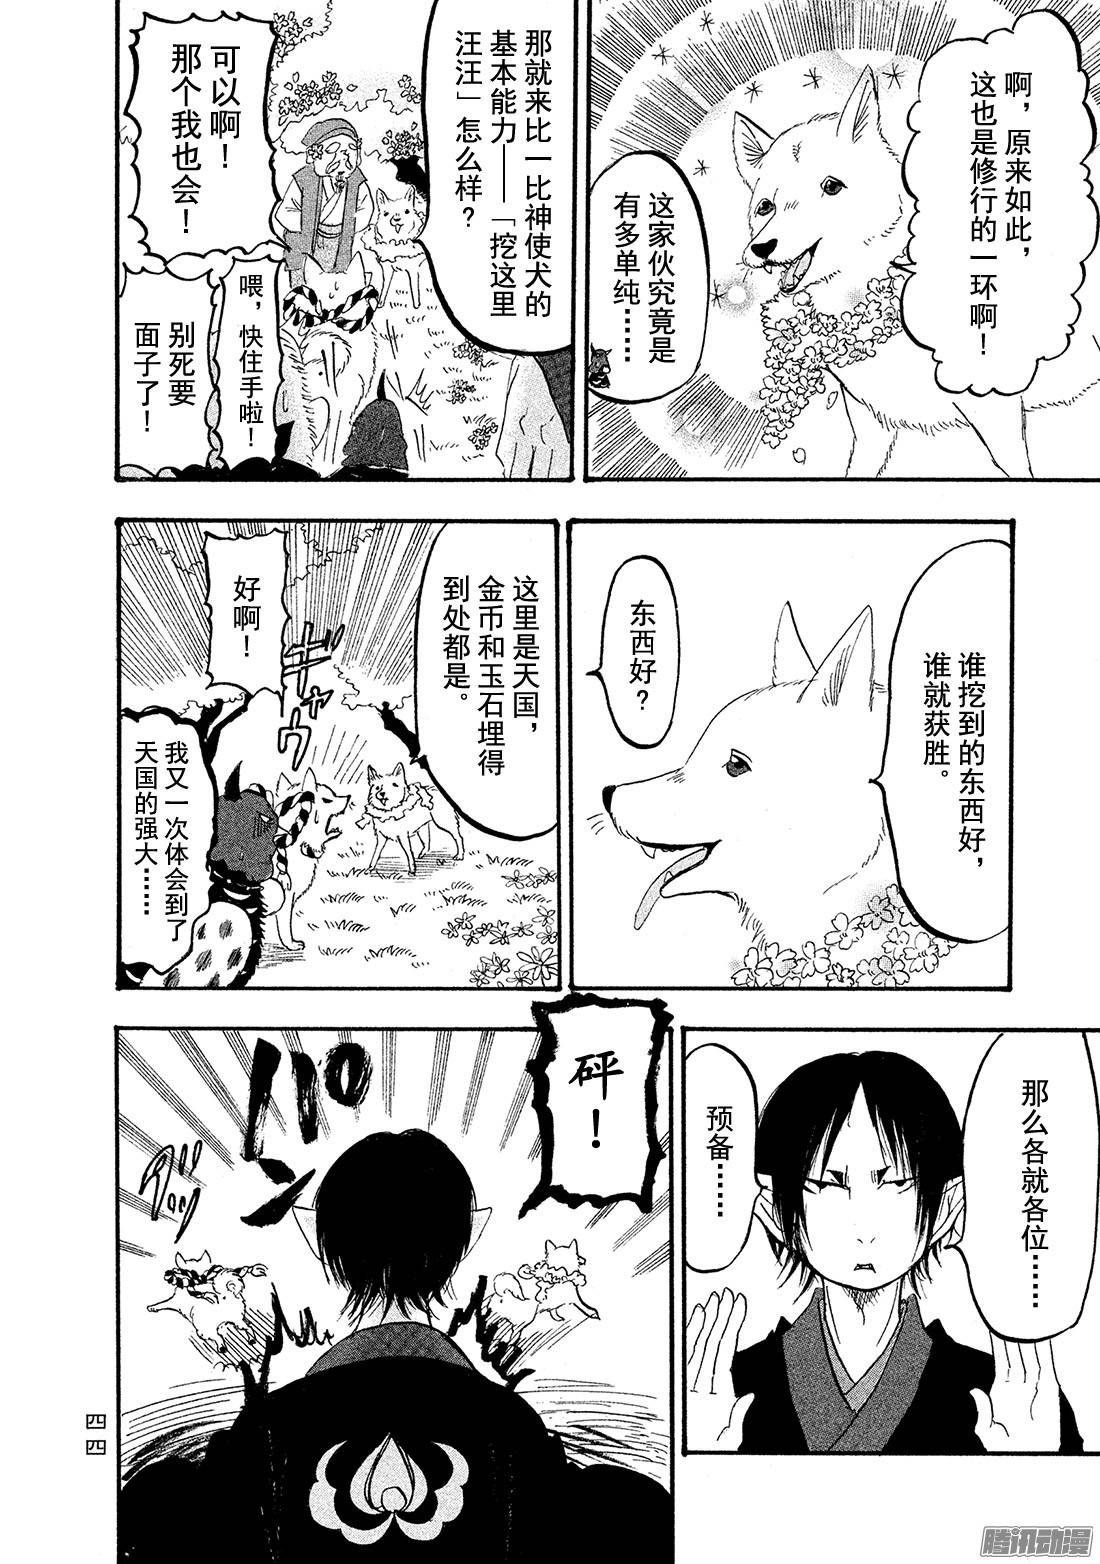 啊，原来如此，
这也是修行的一环啊！
这家伙究竟是
有多单纯……
那就来比一比神使犬的
基本能力——「挖这里
汪汪」怎么样？
可以啊！
那个我也会！
喂，快住手啦！
别死要
面子了！
谁挖到的东西好，
谁就获胜。
东西好？
这里是天国，
金币和玉石埋得
到处都是。
好啊！
ギャウ
我又一次体会到了
天国的强大……
那么各就各位……
预备……
砰！
パン
四四
腾讯动漫